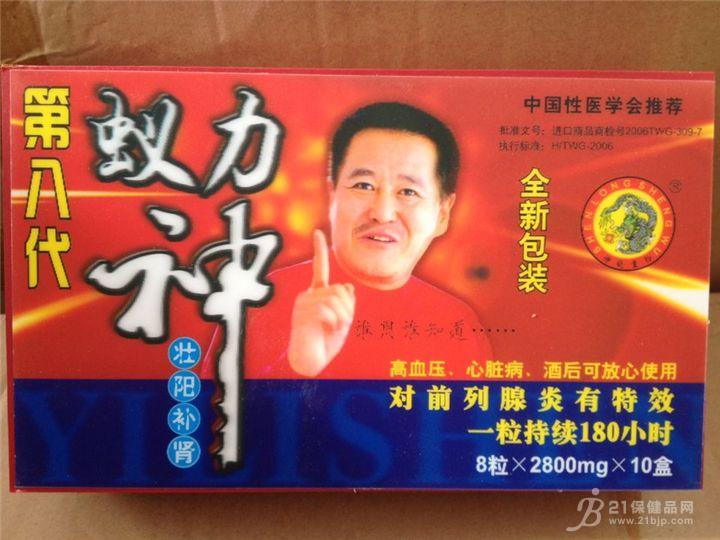 第八代
蚁力神
壮阳补肾
中国性医学会推荐
批准文号：进口商品商检号2006TWG-309-7
执行标准：H/TWG-2006
全新包装
®
SHEN LONG SHENG WU
谁用谁知道……
高血压、心脏病、酒后可放心使用
对前列腺炎有特效
一粒持续180小时
8粒×2800mg×10盒
YILISHE
21保健品网
www.21bjp.com